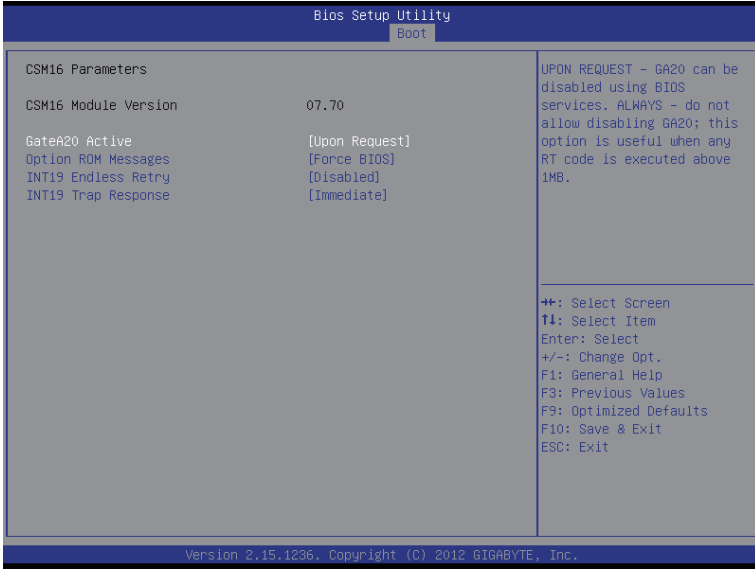 Bios Setup Utility
Boot
CSM16 Parameters
CSM16 Module Version 07.70
GateA20 Active [Upon Request]
Option ROM Messages [Force BIOS]
INT19 Endless Retry [Disabled]
INT19 Trap Response [Immediate]
UPON REQUEST - GA20 can be
disabled using BIOS
services. ALWAYS - do not
allow disabling GA20; this
option is useful when any
RT code is executed above
1MB.
→←: Select Screen
↑↓: Select Item
Enter: Select
+/-: Change Opt.
F1: General Help
F3: Previous Values
F9: Optimized Defaults
F10: Save & Exit
ESC: Exit
Version 2.15.1236. Copyright (C) 2012 GIGABYTE, Inc.